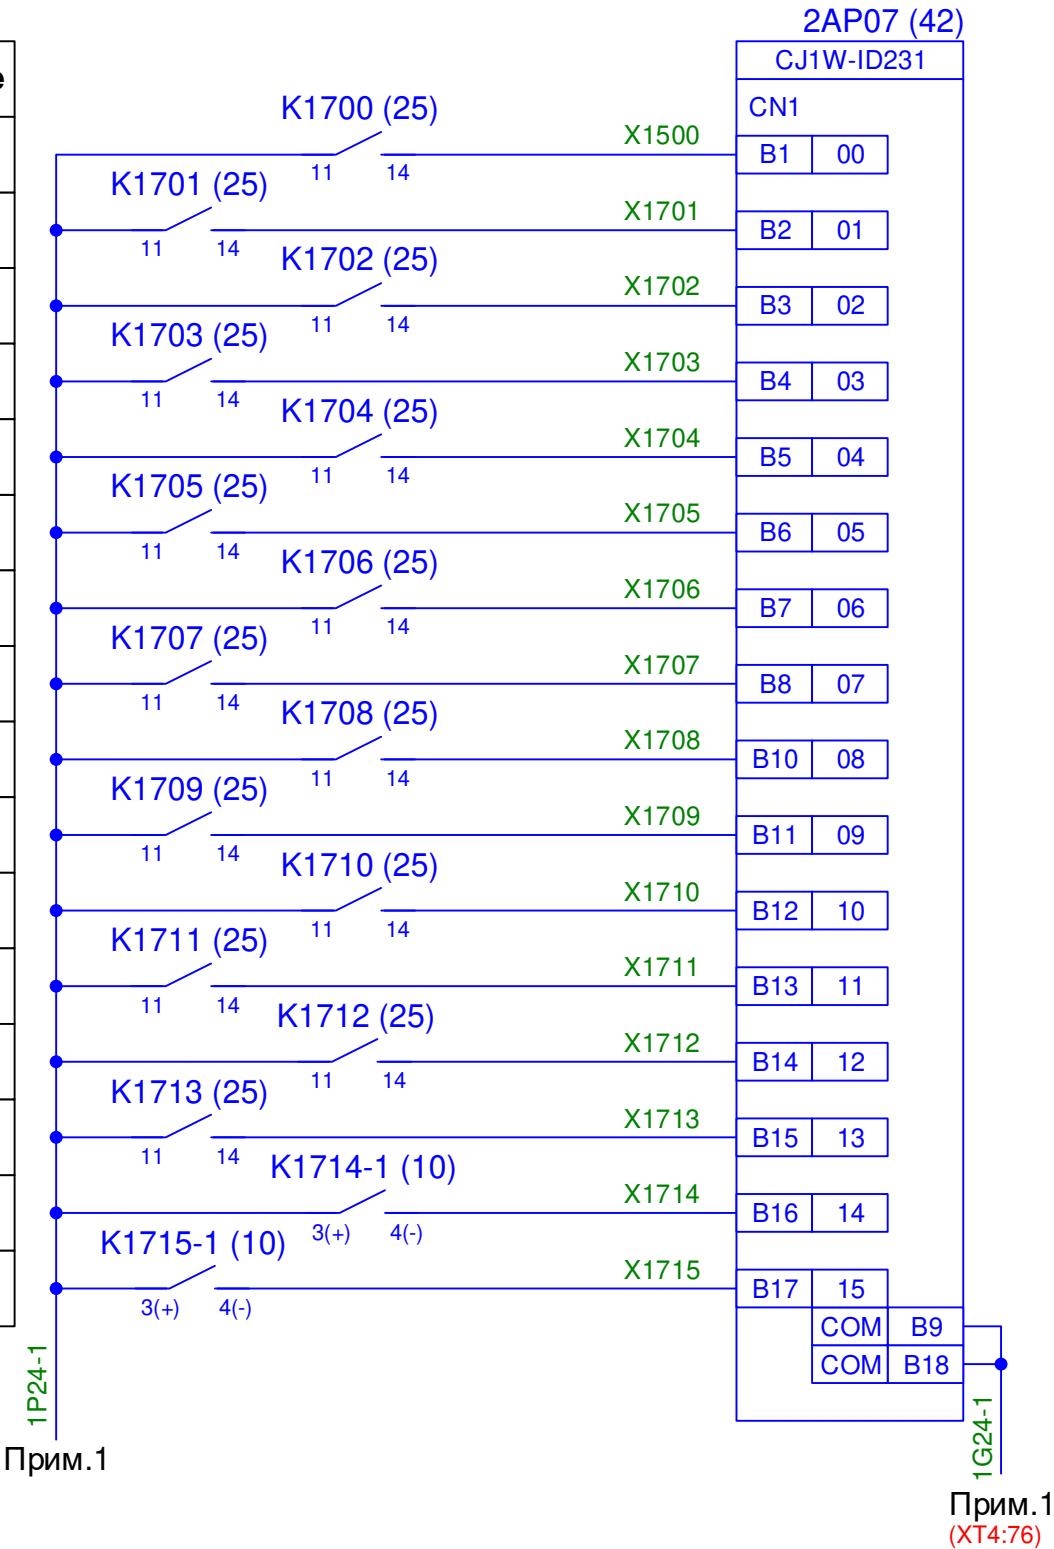 2AP07 (42)
CJ1W-ID231
e
CN1
K1700 (25)
X1500
11 14
B1 00
K1701 (25)
X1701
11 14
B2 01
K1702 (25)
X1702
11 14
B3 02
K1703 (25)
X1703
11 14
B4 03
K1704 (25)
X1704
11 14
B5 04
K1705 (25)
X1705
11 14
B6 05
K1706 (25)
X1706
11 14
B7 06
K1707 (25)
X1707
11 14
B8 07
K1708 (25)
X1708
11 14
B10 08
K1709 (25)
X1709
11 14
B11 09
K1710 (25)
X1710
11 14
B12 10
K1711 (25)
X1711
11 14
B13 11
K1712 (25)
X1712
11 14
B14 12
K1713 (25)
X1713
11 14
B15 13
K1714-1 (10)
X1714
3(+) 4(-)
B16 14
K1715-1 (10)
X1715
3(+) 4(-)
B17 15
COM B9
COM B18
1P24-1
Прим.1
1G24-1
Прим.1
(XT4:76)